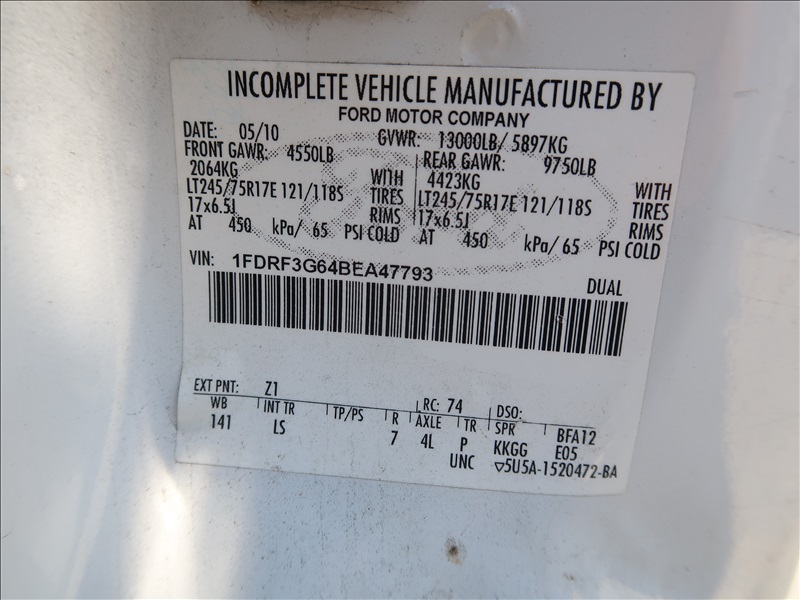 INCOMPLETE VEHICLE MANUFACTURED BY
FORD MOTOR COMPANY
DATE: 05/10 GVWR: 13000LB/ 5897KG
FRONT GAWR: 4550LB REAR GAWR: 9750LB
2064KG WITH 4423KG WITH
LT245/75R17E 121/118S TIRES LT245/75R17E 121/118S TIRES
17x6.5J RIMS 17x6.5J RIMS
AT 450 kPa/ 65 PSI COLD AT 450 kPa/ 65 PSI COLD
VIN: 1FDRF3G64BEA47793 DUAL
EXT PNT: Z1 RC: 74 DSO:
WB INT TR TP/PS R AXLE TR SPR BFA12
141 LS 7 4L P KKGG E05
UNC ▽5U5A-1520472-BA